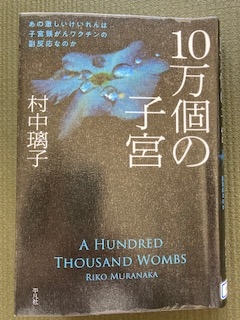 あの激しいけいれんは
子宮頸がんワクチンの
副反応なのか
10万個の
子宮
村中璃子
A HUNDRED
THOUSAND WOMBS
RIKO MURANAKA
平凡社